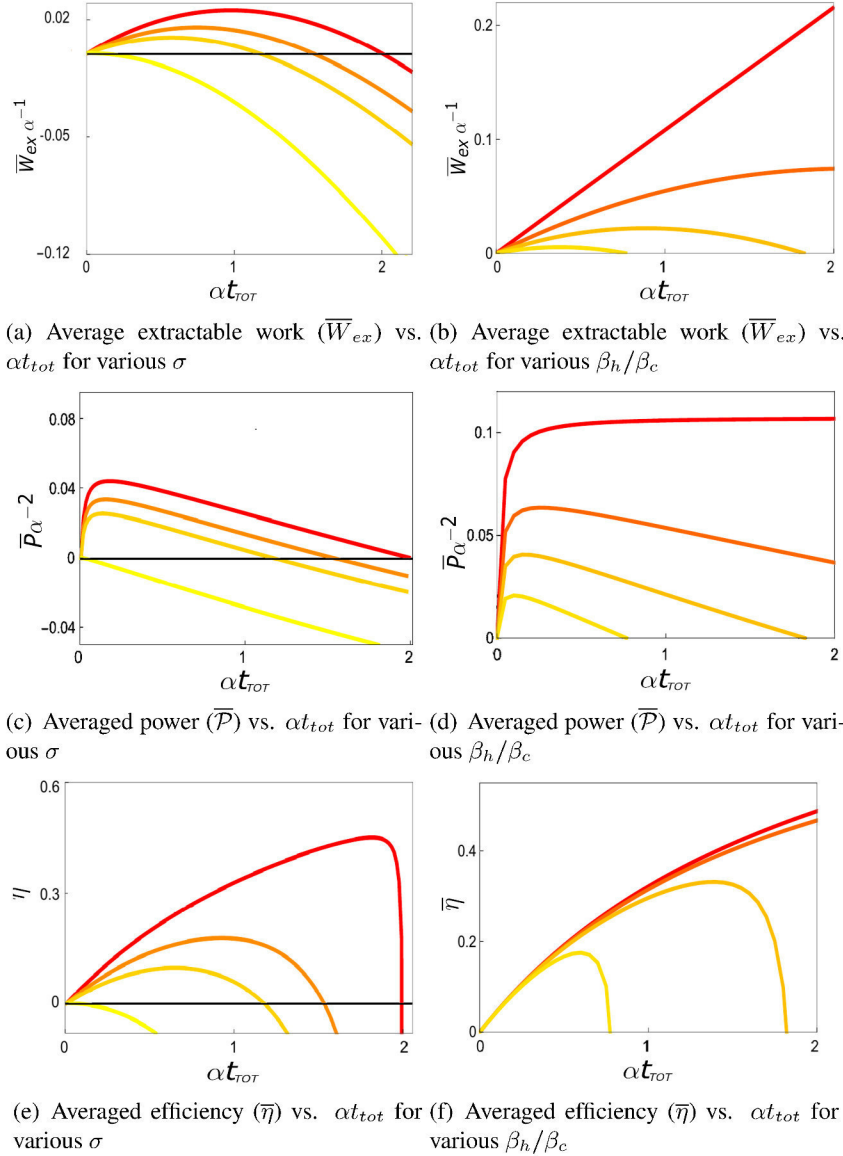 0.02
-0.05
-0.12
0
1
2
W̅ex α⁻¹
αtTOT
0.2
0.1
0
0
1
2
W̅ex α⁻¹
αtTOT
(a) Average extractable work (W̅ex) vs.
αttot for various σ
(b) Average extractable work (W̅ex) vs.
αttot for various βh/βc
0.08
0.04
0
-0.04
0
1
2
P̅α⁻²
αtTOT
0.1
0.05
0
0
1
2
P̅α⁻²
αtTOT
(c) Averaged power (P̅) vs. αttot for vari-
ous σ
(d) Averaged power (P̅) vs. αttot for vari-
ous βh/βc
0.6
0.3
0
0
1
2
η
αtTOT
0.4
0.2
0
0
1
2
η̅
αtTOT
(e) Averaged efficiency (η̅) vs. αttot for
various σ
(f) Averaged efficiency (η̅) vs. αttot for
various βh/βc